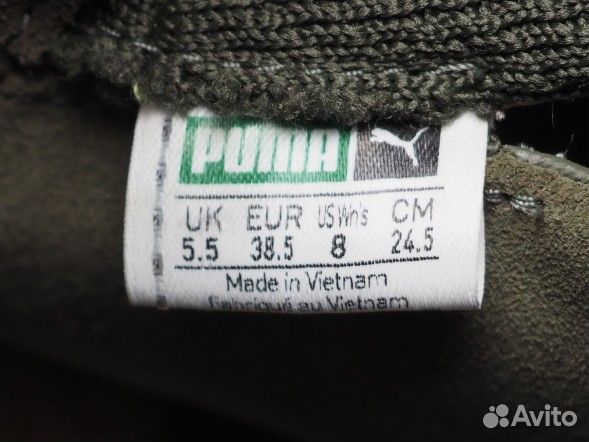 PUMA
UK EUR US Wn's CM
5.5 38.5 8 24.5
Made in Vietnam
Fabriqué au Vietnam
Avito